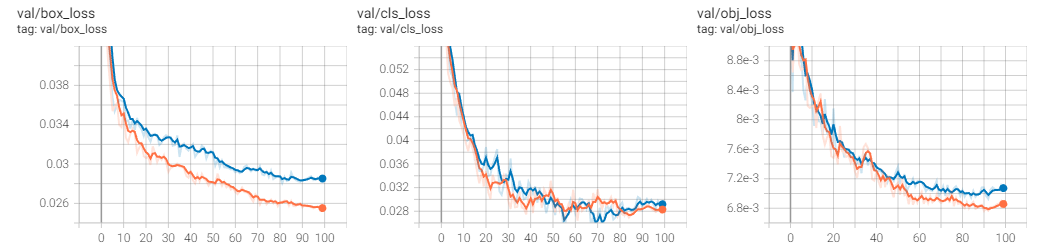 val/box_loss
tag: val/box_loss
0.038
0.034
0.03
0.026
0 10 20 30 40 50 60 70 80 90 100
val/cls_loss
tag: val/cls_loss
0.052
0.048
0.044
0.04
0.036
0.032
0.028
0 10 20 30 40 50 60 70 80 90 100
val/obj_loss
tag: val/obj_loss
8.8e-3
8.4e-3
8e-3
7.6e-3
7.2e-3
6.8e-3
0 20 40 60 80 100